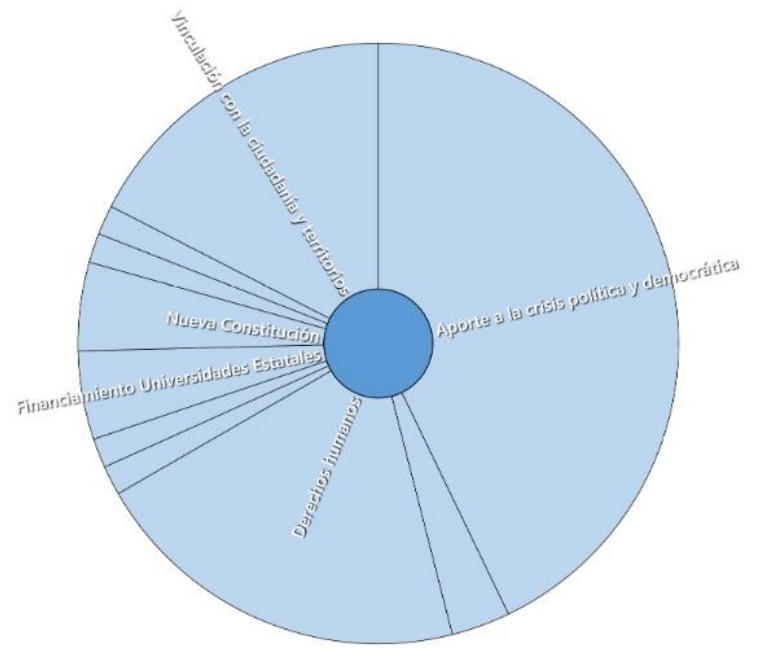 Vinculación con la ciudadanía y territorios
Aporte a la crisis política y democrática
Nueva Constitución
Financiamiento Universidades Estatales
Derechos humanos